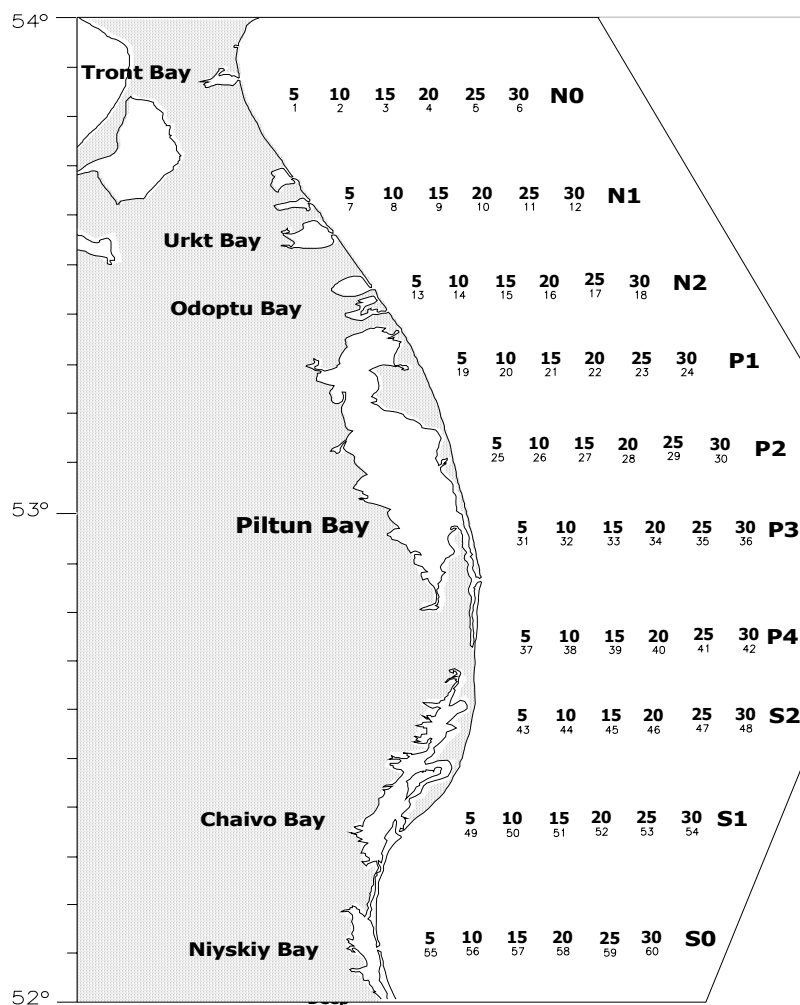 54°
Tront Bay
5 10 15 20 25 30 N0
1 2 3 4 5 6
5 10 15 20 25 30 N1
7 8 9 10 11 12
Urkt Bay
5 10 15 20 25 30 N2
13 14 15 16 17 18
Odoptu Bay
5 10 15 20 25 30 P1
19 20 21 22 23 24
5 10 15 20 25 30 P2
25 26 27 28 29 30
53°
Piltun Bay
5 10 15 20 25 30 P3
31 32 33 34 35 36
5 10 15 20 25 30 P4
37 38 39 40 41 42
5 10 15 20 25 30 S2
43 44 45 46 47 48
Chaivo Bay
5 10 15 20 25 30 S1
49 50 51 52 53 54
5 10 15 20 25 30 S0
55 56 57 58 59 60
Niyskiy Bay
52°